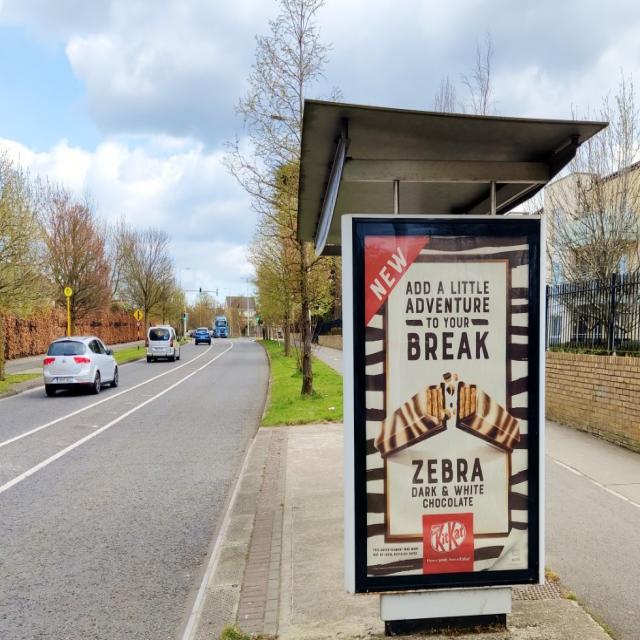 NEW
ADD A LITTLE
ADVENTURE
TO YOUR
BREAK
ZEBRA
DARK & WHITE
CHOCOLATE
KitKat